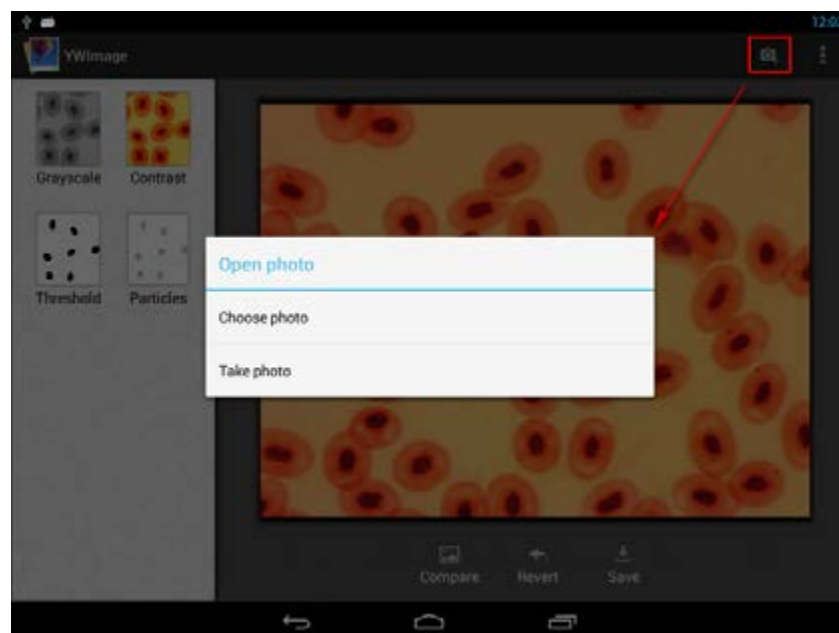 12:0
YWImage
Grayscale Contrast
Threshold Particles
Open photo
Choose photo
Take photo
Compare Revert Save